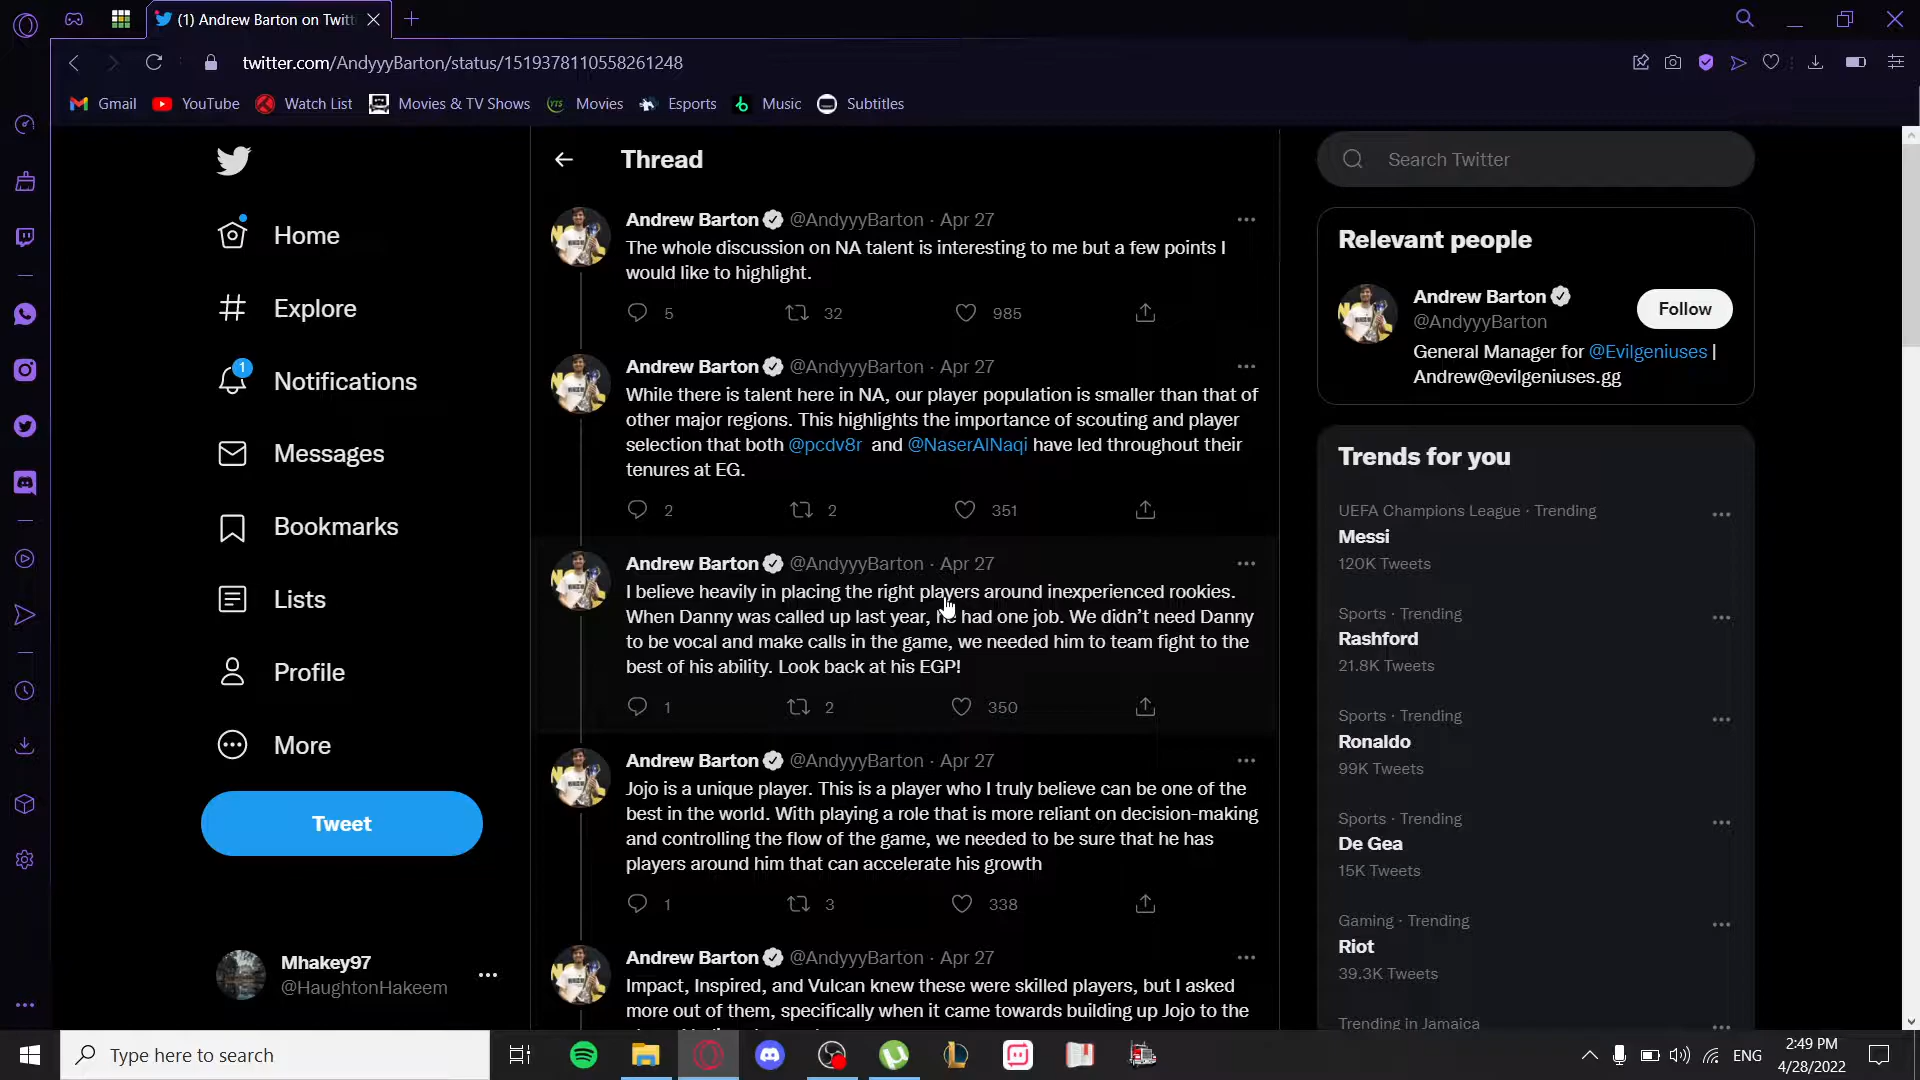 (1) Andrew Barton on Twitt
twitter.com/AndyyyBarton/status/1519378110558261248
Gmail YouTube Watch List Movies & TV Shows Movies Esports Music Subtitles
Home
Explore
1
Notifications
Messages
Bookmarks
Lists
Profile
More
Tweet
Mhakey97
@HaughtonHakeem
Thread
Andrew Barton @AndyyyBarton · Apr 27
The whole discussion on NA talent is interesting to me but a few points I
would like to highlight.
5 32 985
Andrew Barton @AndyyyBarton · Apr 27
While there is talent here in NA, our player population is smaller than that of
other major regions. This highlights the importance of scouting and player
selection that both @pcdv8r and @NaserAlNaqi have led throughout their
tenures at EG.
2 2 351
Andrew Barton @AndyyyBarton · Apr 27
I believe heavily in placing the right players around inexperienced rookies.
When Danny was called up last year, he had one job. We didn't need Danny
to be vocal and make calls in the game, we needed him to team fight to the
best of his ability. Look back at his EGP!
1 2 350
Andrew Barton @AndyyyBarton · Apr 27
Jojo is a unique player. This is a player who I truly believe can be one of the
best in the world. With playing a role that is more reliant on decision-making
and controlling the flow of the game, we needed to be sure that he has
players around him that can accelerate his growth
1 3 338
Andrew Barton @AndyyyBarton · Apr 27
Impact, Inspired, and Vulcan knew these were skilled players, but I asked
more out of them, specifically when it came towards building up Jojo to the
Search Twitter
Relevant people
Andrew Barton
@AndyyyBarton
Follow
General Manager for @Evilgeniuses |
Andrew@evilgeniuses.gg
Trends for you
UEFA Champions League · Trending
Messi
120K Tweets
Sports · Trending
Rashford
21.8K Tweets
Sports · Trending
Ronaldo
99K Tweets
Sports · Trending
De Gea
15K Tweets
Gaming · Trending
Riot
39.3K Tweets
Trending in Jamaica
Type here to search
ENG
2:49 PM
4/28/2022